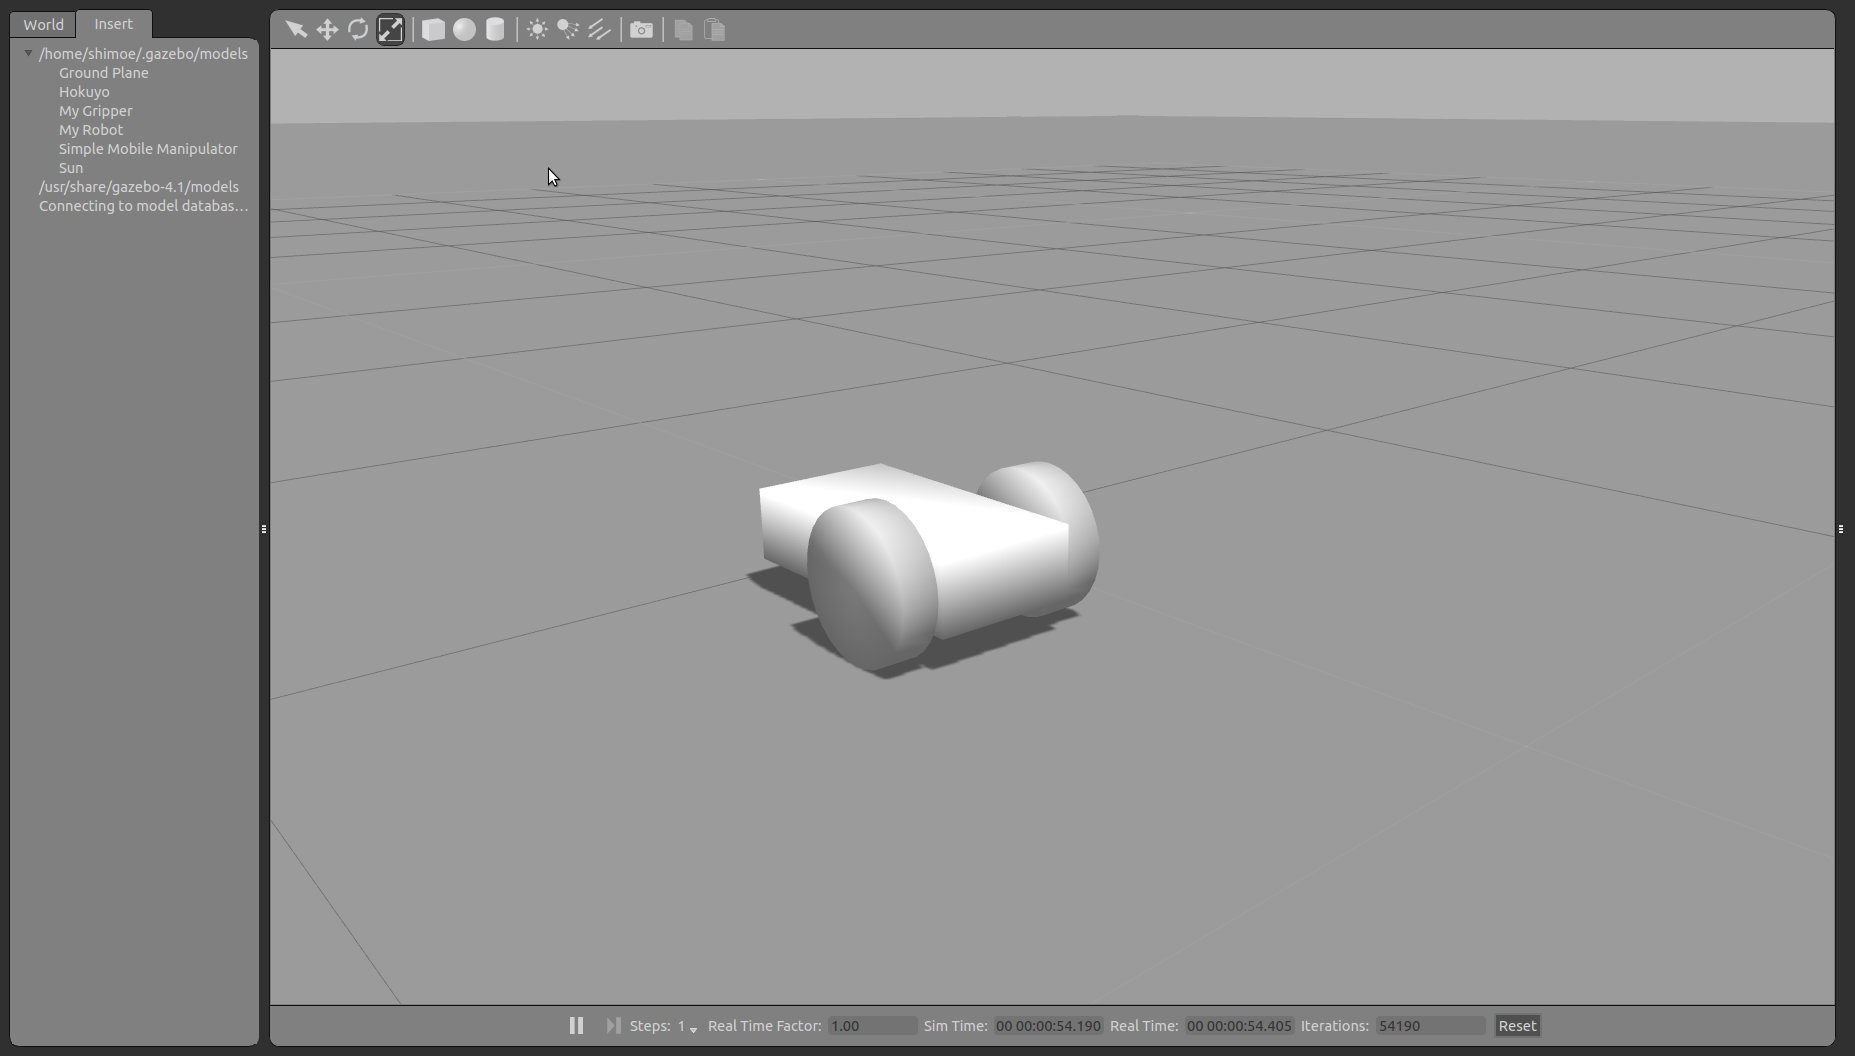 World Insert
/home/shimoe/.gazebo/models
Ground Plane
Hokuyo
My Gripper
My Robot
Simple Mobile Manipulator
Sun
/usr/share/gazebo-4.1/models
Connecting to model databas...
Steps: 1 Real Time Factor: 1.00 Sim Time: 00 00:00:54.190 Real Time: 00 00:00:54.405 Iterations: 54190 Reset